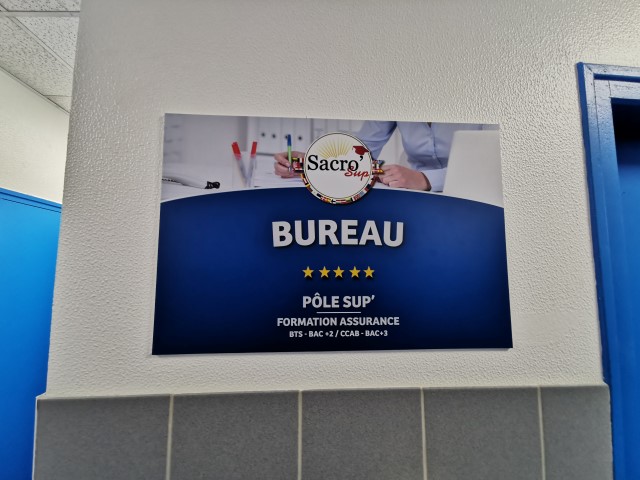 Sacro'
Sup
BUREAU
PÔLE SUP'
FORMATION ASSURANCE
BTS - BAC +2 / CCAB - BAC+3